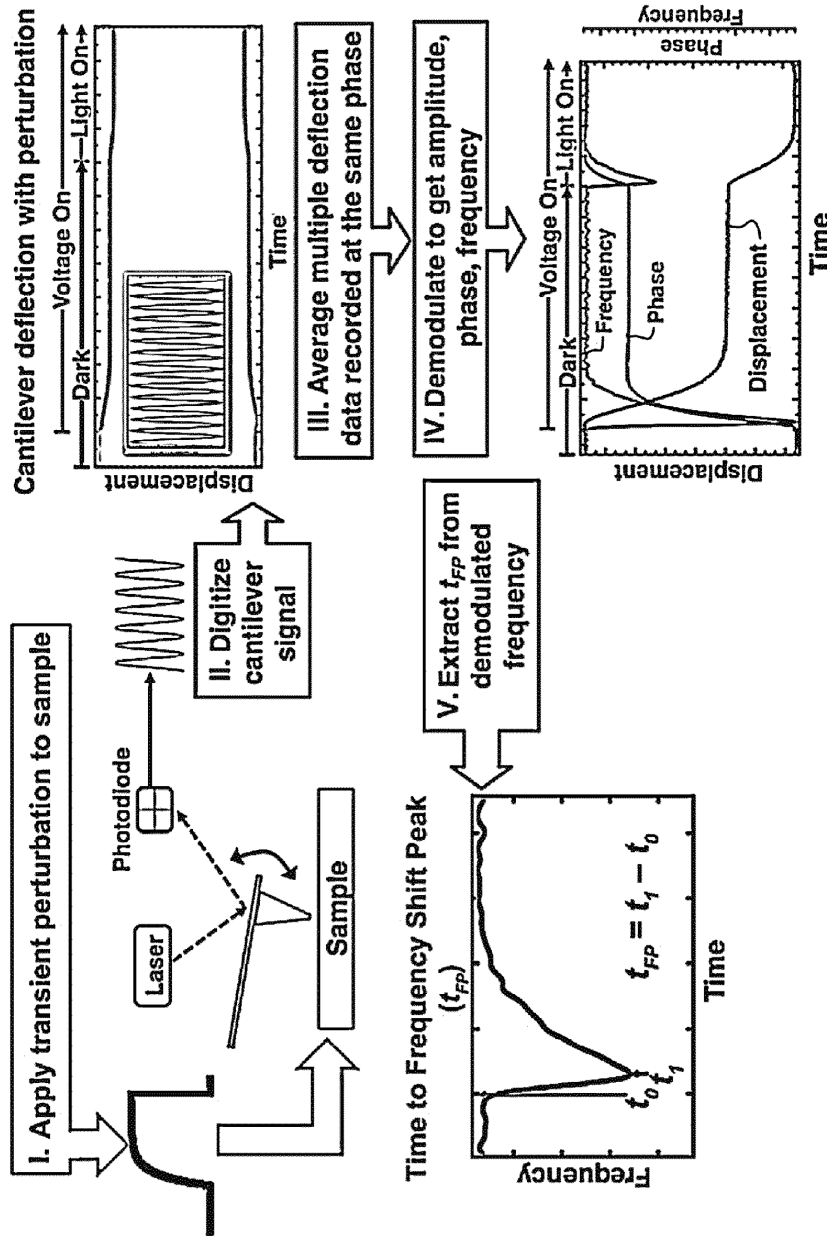 I. Apply transient perturbation to sample
Laser
Photodiode
Sample
II. Digitize
cantilever
signal
Cantilever deflection with perturbation
Voltage On
Dark
Light On
Displacement
Time
III. Average multiple deflection
data recorded at the same phase
IV. Demodulate to get amplitude,
phase, frequency
Voltage On
Dark
Light On
Frequency
Phase
Displacement
Displacement
Time
Phase
Frequency
V. Extract tFP from
demodulated
frequency
Time to Frequency Shift Peak
(tFP)
Frequency
t0
t1
tFP = t1 – t0
Time